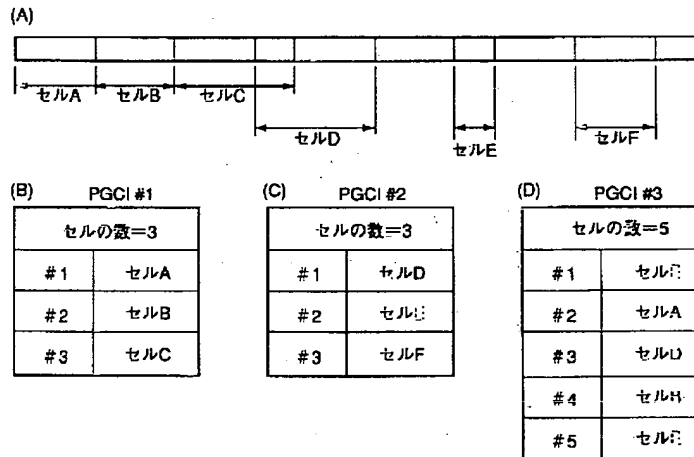 (A)
セルA セルB セルC
セルD セルE セルF
(B) PGCI #1
セルの数=3
#1 セルA
#2 セルB
#3 セルC
(C) PGCI #2
セルの数=3
#1 セルD
#2
#3 セルF
(D) PGCI #3
セルの数=5
#1
#2 セルA
#3 セルD
#4 セルB
#5